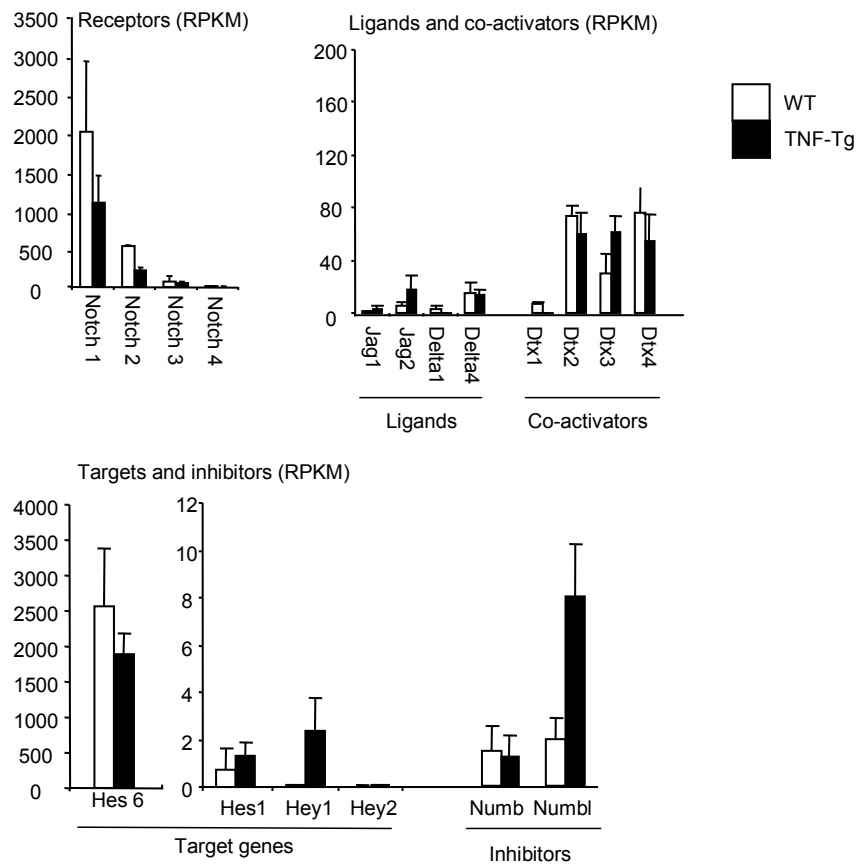 Receptors (RPKM)
3500
3000
2500
2000
1500
1000
500
0
Notch 1
Notch 2
Notch 3
Notch 4
Ligands and co-activators (RPKM)
200
160
120
80
40
0
Jag1
Jag2
Delta1
Delta4
Dtx1
Dtx2
Dtx3
Dtx4
Ligands
Co-activators
WT
TNF-Tg
Targets and inhibitors (RPKM)
4000
3500
3000
2500
2000
1500
1000
500
0
12
10
8
6
4
2
0
Hes 6
Hes1
Hey1
Hey2
Numb
Numbl
Target genes
Inhibitors